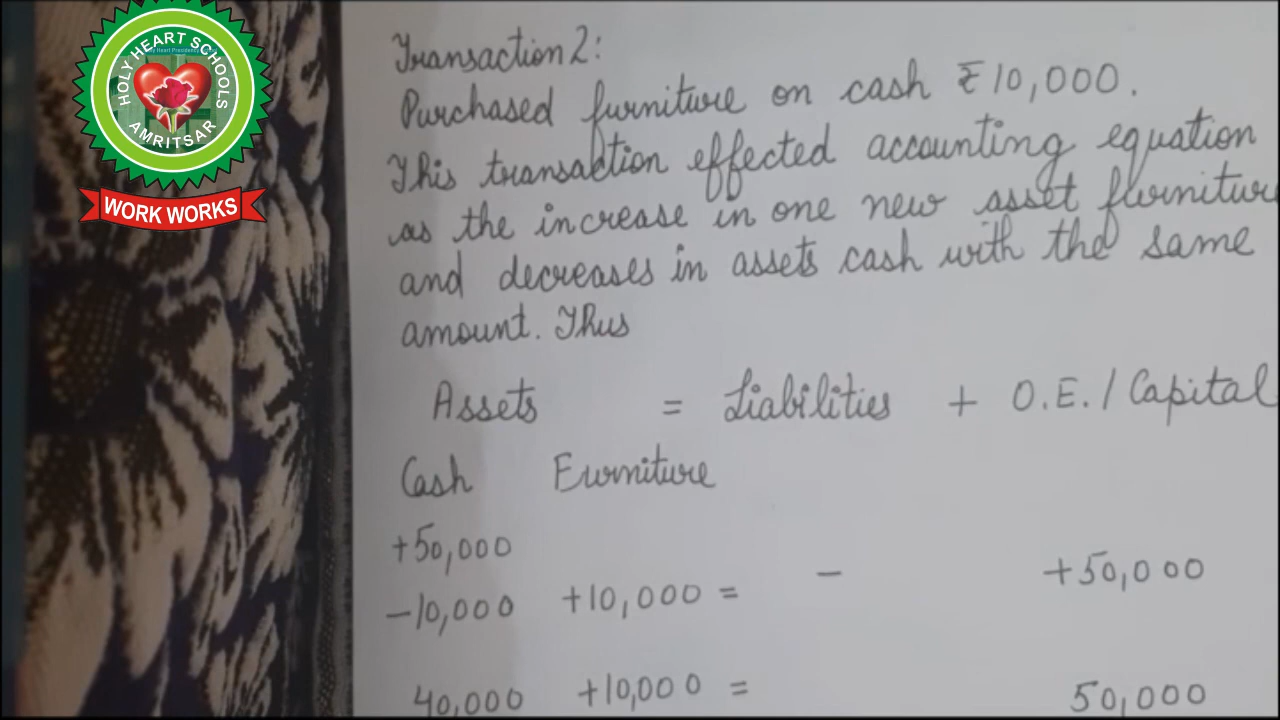 HOLY HEART SCHOOLS
AMRITSAR
WORK WORKS
Transaction 2:
Purchased furniture on cash ₹10,000.
This transaction effected accounting equation
as the increase in one new asset furniture
and decreases in assets cash with the same
amount. Thus
Assets = Liabilities + O.E. / Capital
Cash Furniture
+50,000
-10,000 +10,000 = - +50,000
40,000 +10,000 = 50,000